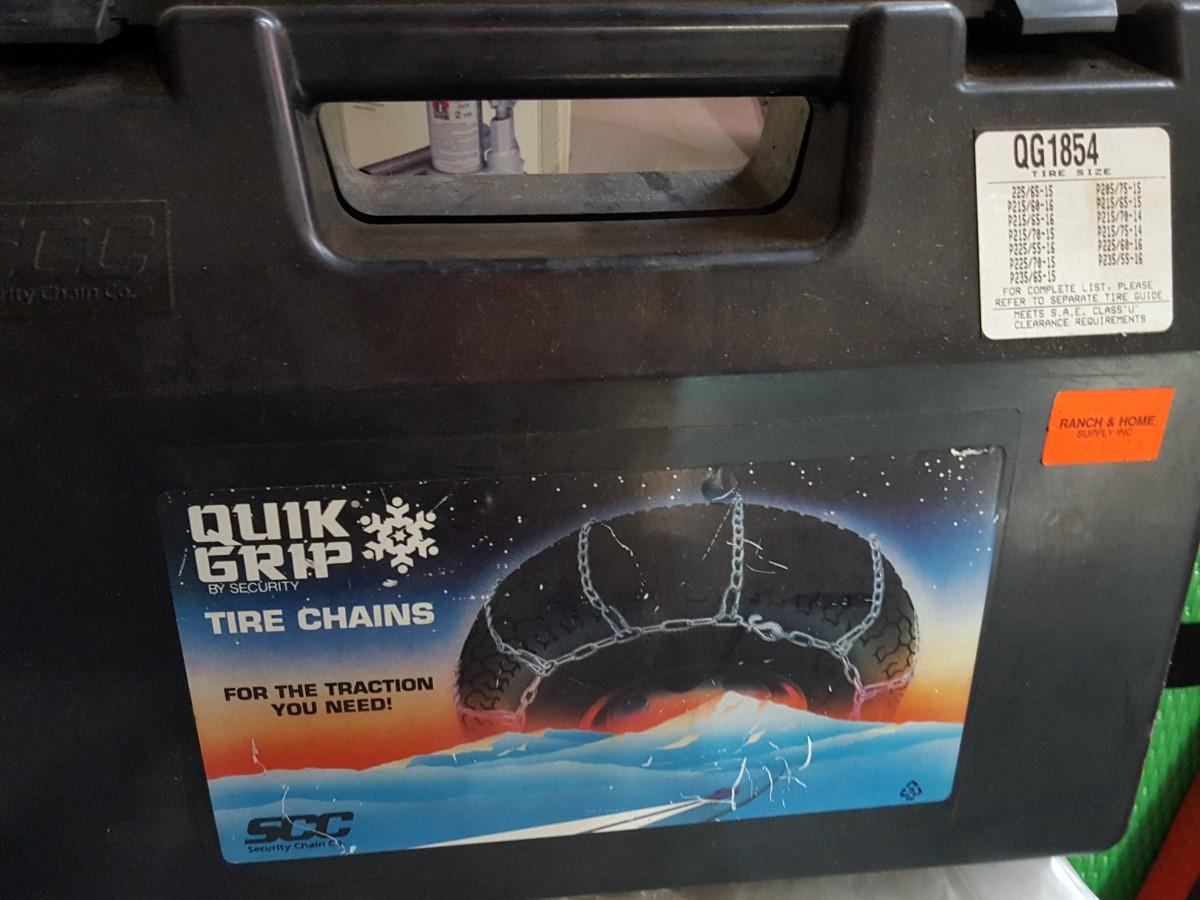 QG1854
TIRE SIZE
225/65-15 P205/75-15
P215/60-16 P215/65-15
P215/65-16 P215/70-14
P215/70-15 P215/75-14
P225/55-16 P225/60-16
P225/70-15 P235/55-16
P235/65-15
FOR COMPLETE LIST, PLEASE
REFER TO SEPARATE TIRE GUIDE
MEETS S.A.E. CLASS"U"
CLEARANCE REQUIREMENTS
SCC
rity Chain Co.
RANCH & HOME
SUPPLY INC
QUIK
GRIP
BY SECURITY
TIRE CHAINS
FOR THE TRACTION
YOU NEED!
SCC
Security Chain Co.